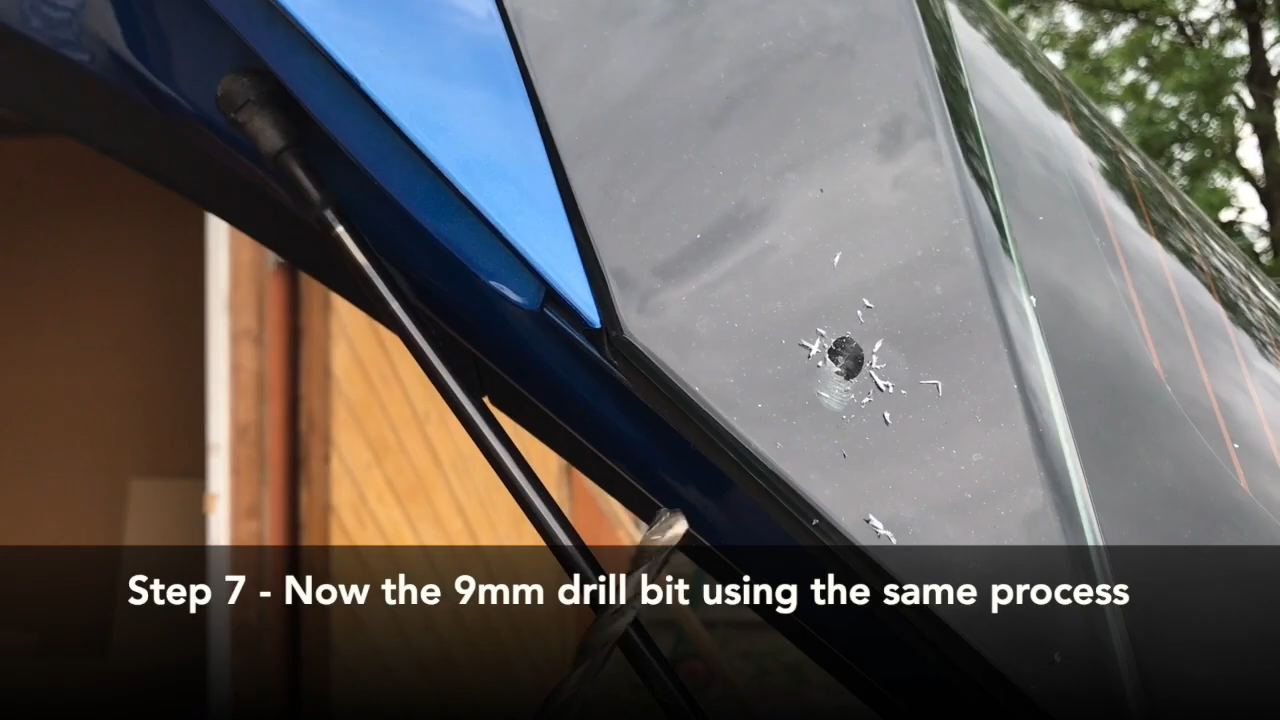 Step 7 - Now the 9mm drill bit using the same process